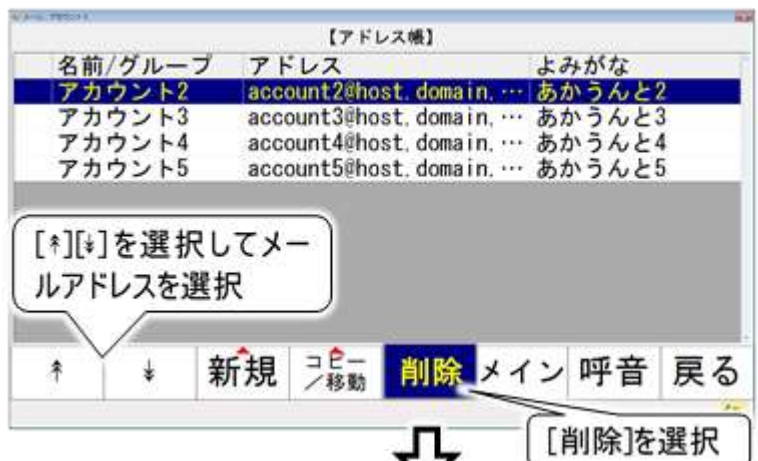 【アドレス帳】
名前/グループ アドレス よみがな
アカウント2 account2@host.domain.… あかうんと2
アカウント3 account3@host.domain.… あかうんと3
アカウント4 account4@host.domain.… あかうんと4
アカウント5 account5@host.domain.… あかうんと5
[↟][↡]を選択してメー
ルアドレスを選択
↟ ↡ 新規 コピー／移動 削除 メイン 呼音 戻る
[削除]を選択